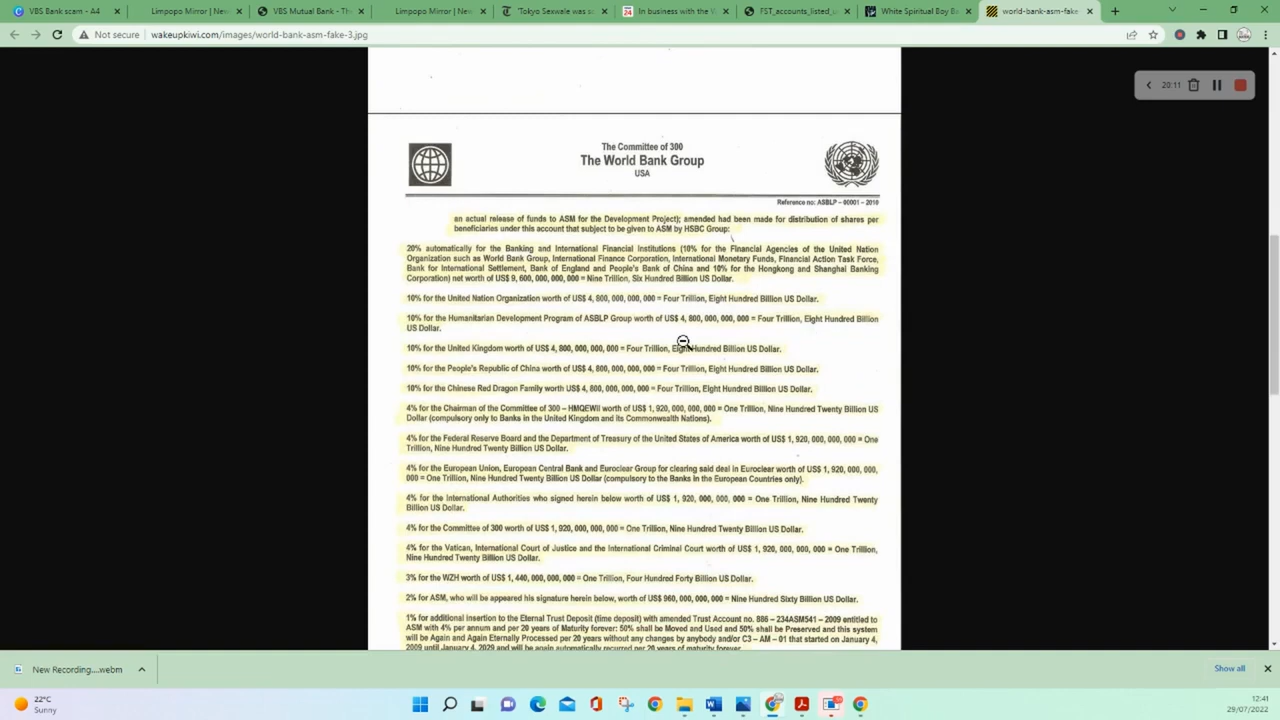 VBS Bank scam - A4
Limpopo Mirror | Ne
VBS Mutual Bank - Th
Limpopo Mirror | Nev
Tokyo Sexwale was s
In business with the V
FST_accounts_listed_u
White Spiritual Boy Ba
world-bank-asm-fake
Not secure
wakeupkiwi.com/images/world-bank-asm-fake-3.jpg
20:11
The Committee of 300
The World Bank Group
USA
Reference no: ASBLP – 00001 – 2010
an actual release of funds to ASM for the Development Project); amended had been made for distribution of shares per
beneficiaries under this account that subject to be given to ASM by HSBC Group:
20% automatically for the Banking and International Financial Institutions (10% for the Financial Agencies of the United Nation
Organization such as World Bank Group, International Finance Corporation, International Monetary Funds, Financial Action Task Force,
Bank for International Settlement, Bank of England and People's Bank of China and 10% for the Hongkong and Shanghai Banking
Corporation) net worth of US$ 9, 600, 000, 000, 000 = Nine Trillion, Six Hundred Billion US Dollar.
10% for the United Nation Organization worth of US$ 4, 800, 000, 000, 000 = Four Trillion, Eight Hundred Billion US Dollar.
10% for the Humanitarian Development Program of ASBLP Group worth of US$ 4, 800, 000, 000, 000 = Four Trillion, Eight Hundred Billion
US Dollar.
10% for the United Kingdom worth of US$ 4, 800, 000, 000, 000 = Four Trillion, Eight Hundred Billion US Dollar.
10% for the People's Republic of China worth of US$ 4, 800, 000, 000, 000 = Four Trillion, Eight Hundred Billion US Dollar.
10% for the Chinese Red Dragon Family worth US$ 4, 800, 000, 000, 000 = Four Trillion, Eight Hundred Billion US Dollar.
4% for the Chairman of the Committee of 300 – HMQEWII worth of US$ 1, 920, 000, 000, 000 = One Trillion, Nine Hundred Twenty Billion US
Dollar (compulsory only to Banks in the United Kingdom and its Commonwealth Nations).
4% for the Federal Reserve Board and the Department of Treasury of the United States of America worth of US$ 1, 920, 000, 000, 000 = One
Trillion, Nine Hundred Twenty Billion US Dollar.
4% for the European Union, European Central Bank and Euroclear Group for clearing said deal in Euroclear worth of US$ 1, 920, 000, 000,
000 = One Trillion, Nine Hundred Twenty Billion US Dollar (compulsory to the Banks in the European Countries only).
4% for the International Authorities who signed herein below worth of US$ 1, 920, 000, 000, 000 = One Trillion, Nine Hundred Twenty
Billion US Dollar.
4% for the Committee of 300 worth of US$ 1, 920, 000, 000, 000 = One Trillion, Nine Hundred Twenty Billion US Dollar.
4% for the Vatican, International Court of Justice and the International Criminal Court worth of US$ 1, 920, 000, 000, 000 = One Trillion,
Nine Hundred Twenty Billion US Dollar.
3% for the WZH worth of US$ 1, 440, 000, 000, 000 = One Trillion, Four Hundred Forty Billion US Dollar.
2% for ASM, who will be appeared his signature herein below, worth of US$ 960, 000, 000, 000 = Nine Hundred Sixty Billion US Dollar.
1% for additional insertion to the Eternal Trust Deposit (time deposit) with amended Trust Account no. 886 – 234ASM541 – 2009 entitled to
ASM with 4% per annum and per 20 years of Maturity forever: 50% shall be Moved and Used and 50% shall be Preserved and this system
will be Again and Again Eternally Processed per 20 years without any changes by anybody and/or C3 – AM – 01 that started on January 4,
2009 until January 4, 2029 and will be again automatically recurred per 20 years of maturity forever.
New Recording....webm
Show all
22°C
Sunny
12:41
29/07/2022